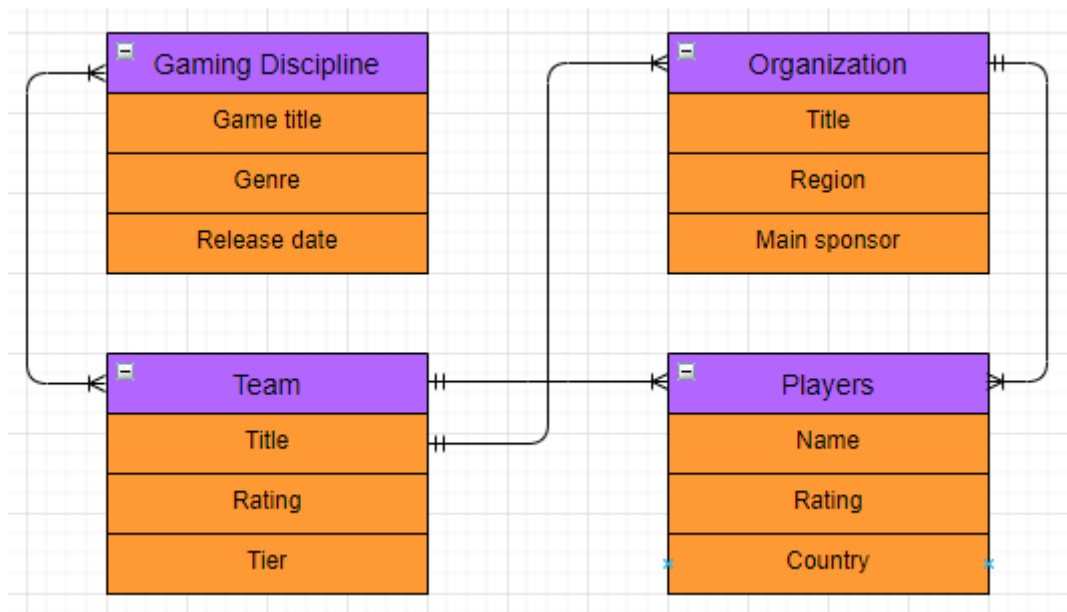 Gaming Discipline
Game title
Genre
Release date
Organization
Title
Region
Main sponsor
Team
Title
Rating
Tier
Players
Name
Rating
Country